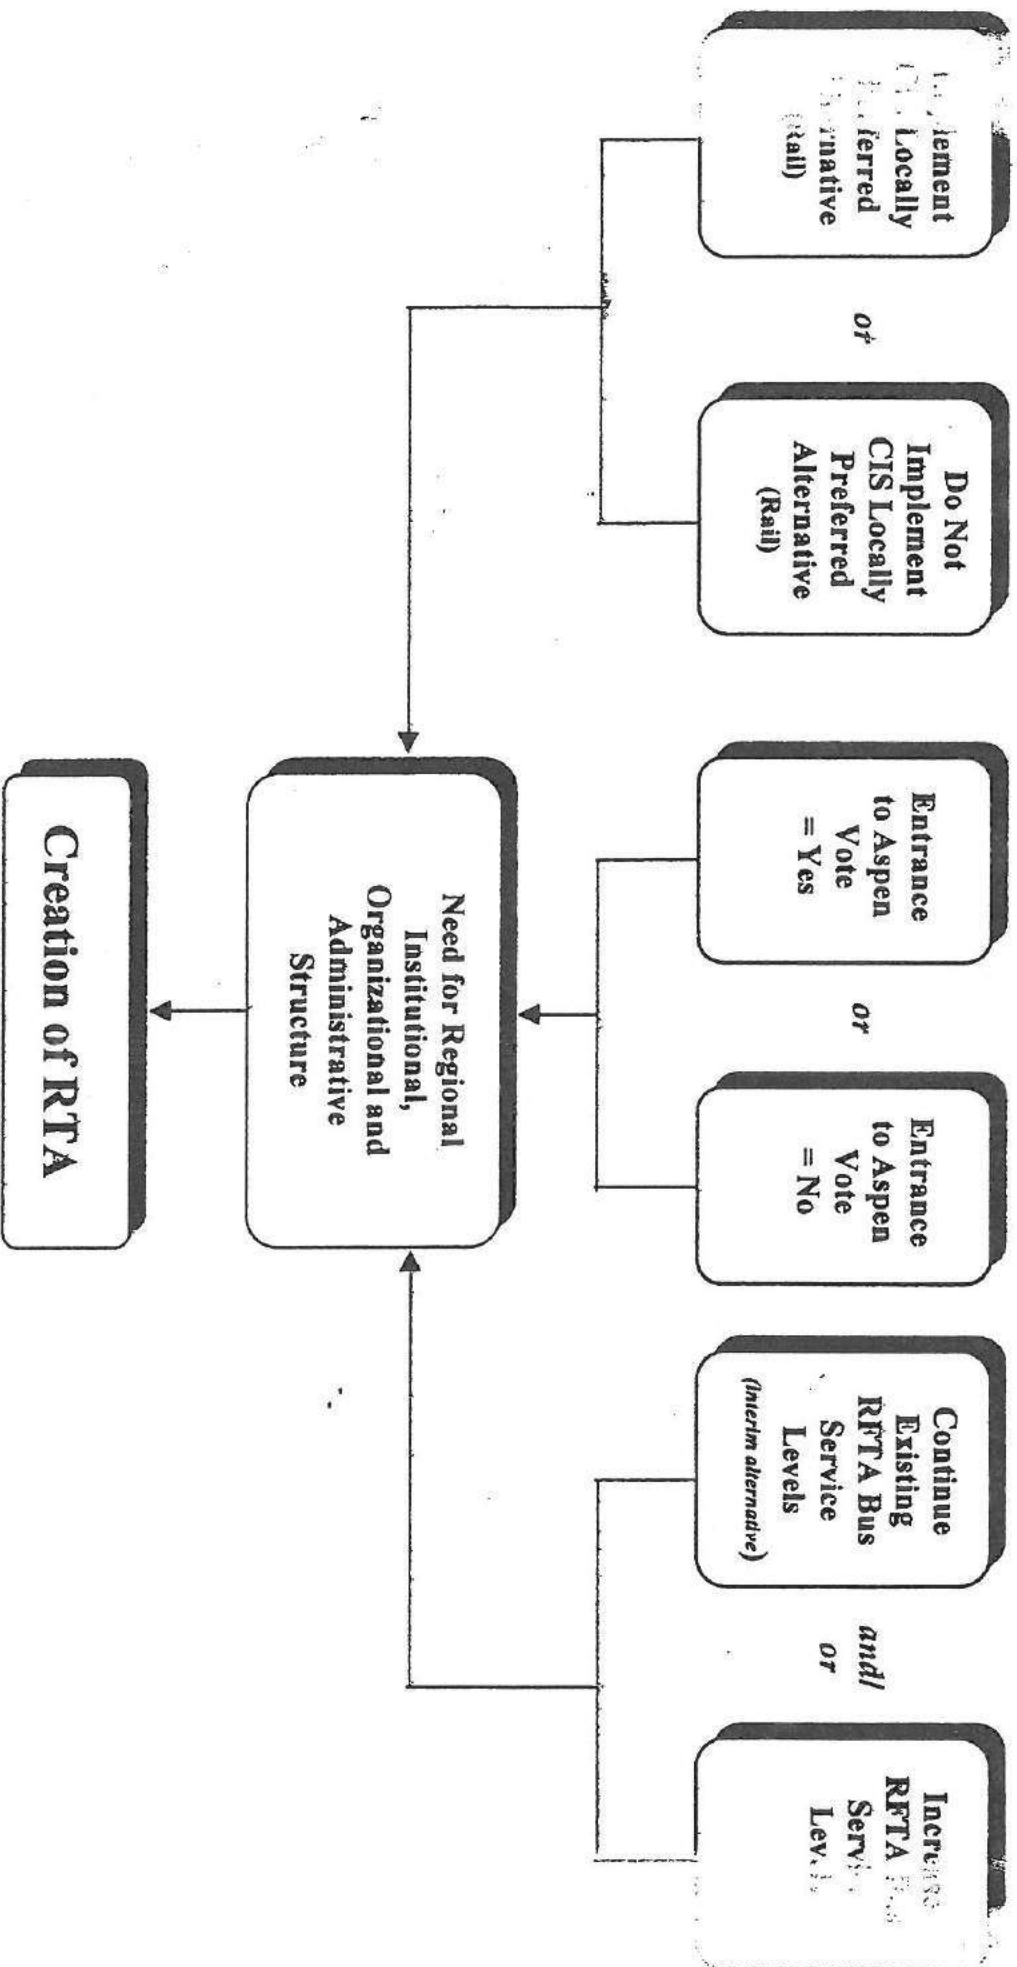 Locally
(Rail)
or
Do Not
Implement
CIS Locally
Preferred
Alternative
(Rail)
Entrance
to Aspen
Vote
= Yes
or
Entrance
to Aspen
Vote
= No
Continue
Existing
RFTA Bus
Service
Levels
(Interim alternative)
and/
or
RFTA
Need for Regional
Institutional,
Organizational and
Administrative
Structure
Creation of RTA